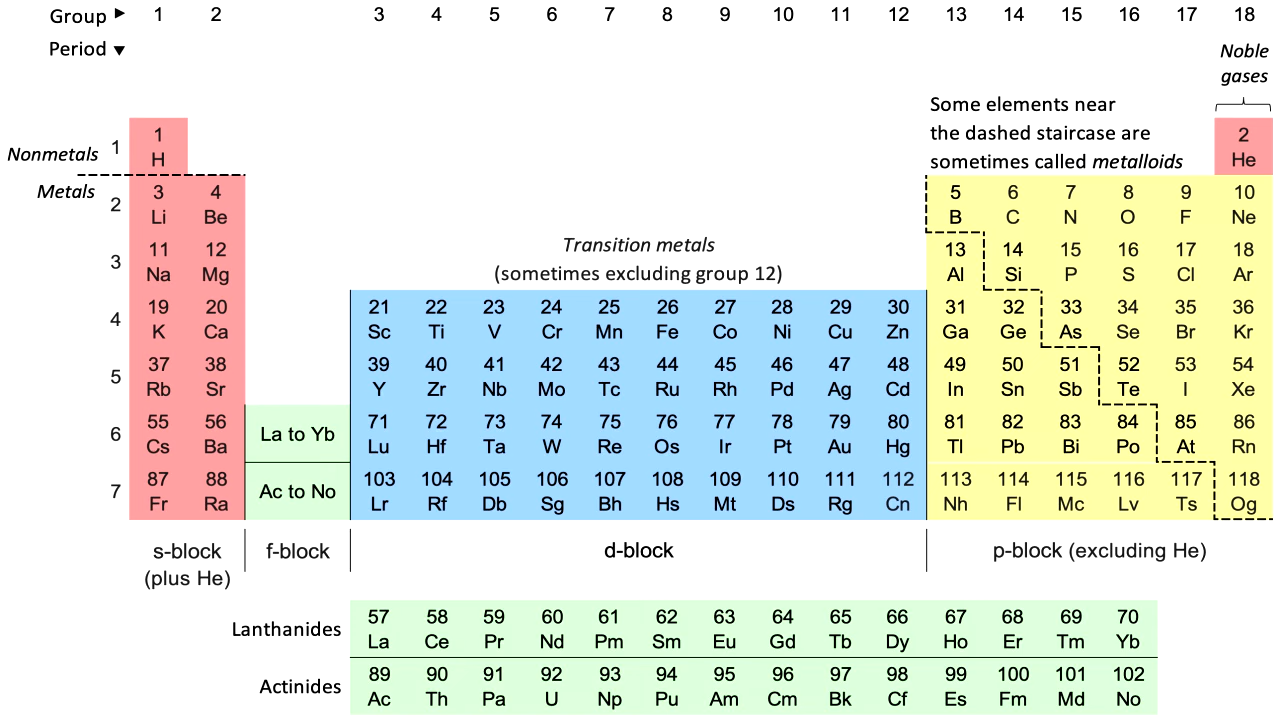 Group ► 1 2 3 4 5 6 7 8 9 10 11 12 13 14 15 16 17 18
Period ▼
Noble
gases
Some elements near
the dashed staircase are
sometimes called metalloids
Nonmetals
Metals
1
1 2
H He
2
3 4 5 6 7 8 9 10
Li Be B C N O F Ne
Transition metals
(sometimes excluding group 12)
3
11 12 13 14 15 16 17 18
Na Mg Al Si P S Cl Ar
4
19 20 21 22 23 24 25 26 27 28 29 30 31 32 33 34 35 36
K Ca Sc Ti V Cr Mn Fe Co Ni Cu Zn Ga Ge As Se Br Kr
5
37 38 39 40 41 42 43 44 45 46 47 48 49 50 51 52 53 54
Rb Sr Y Zr Nb Mo Tc Ru Rh Pd Ag Cd In Sn Sb Te I Xe
6
55 56 71 72 73 74 75 76 77 78 79 80 81 82 83 84 85 86
La to Yb
Cs Ba Lu Hf Ta W Re Os Ir Pt Au Hg Tl Pb Bi Po At Rn
7
87 88 103 104 105 106 107 108 109 110 111 112 113 114 115 116 117 118
Ac to No
Fr Ra Lr Rf Db Sg Bh Hs Mt Ds Rg Cn Nh Fl Mc Lv Ts Og
s-block
(plus He)
f-block
d-block
p-block (excluding He)
Lanthanides
57 58 59 60 61 62 63 64 65 66 67 68 69 70
La Ce Pr Nd Pm Sm Eu Gd Tb Dy Ho Er Tm Yb
Actinides
89 90 91 92 93 94 95 96 97 98 99 100 101 102
Ac Th Pa U Np Pu Am Cm Bk Cf Es Fm Md No